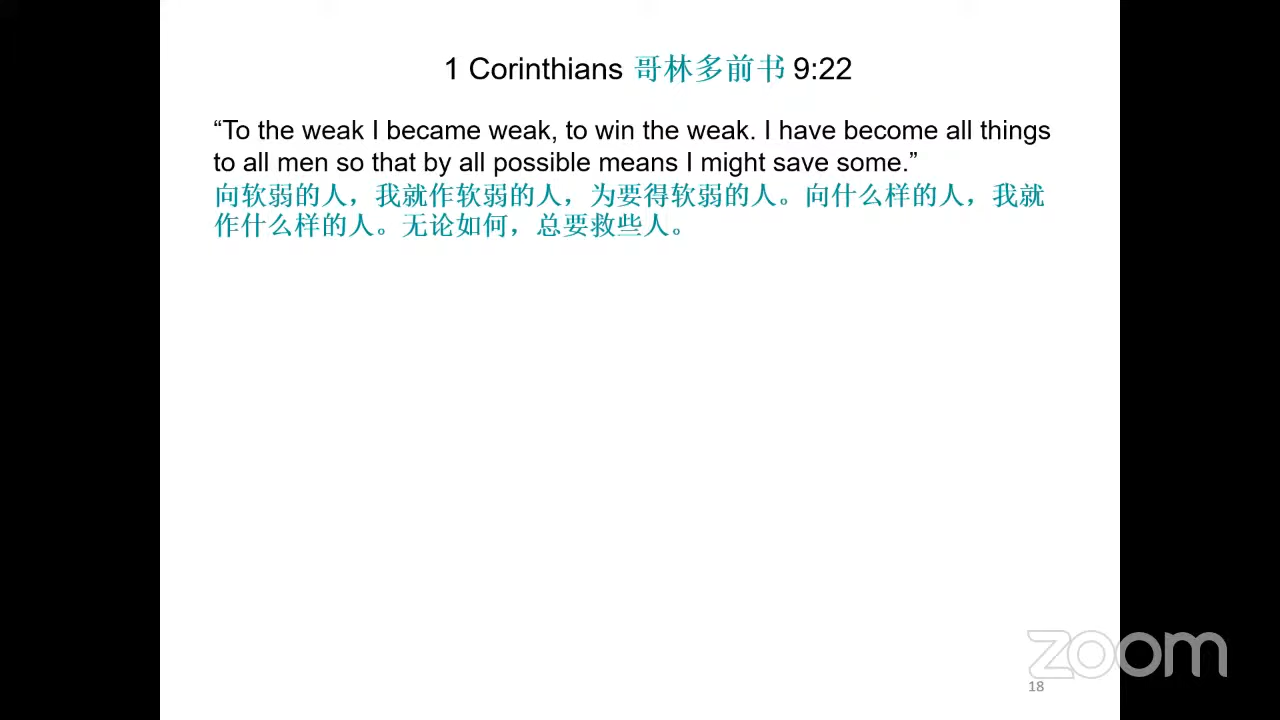 1 Corinthians 哥林多前书 9:22
“To the weak I became weak, to win the weak. I have become all things
to all men so that by all possible means I might save some.”
向软弱的人，我就作软弱的人，为要得软弱的人。向什么样的人，我就
作什么样的人。无论如何，总要救些人。
zoom
18